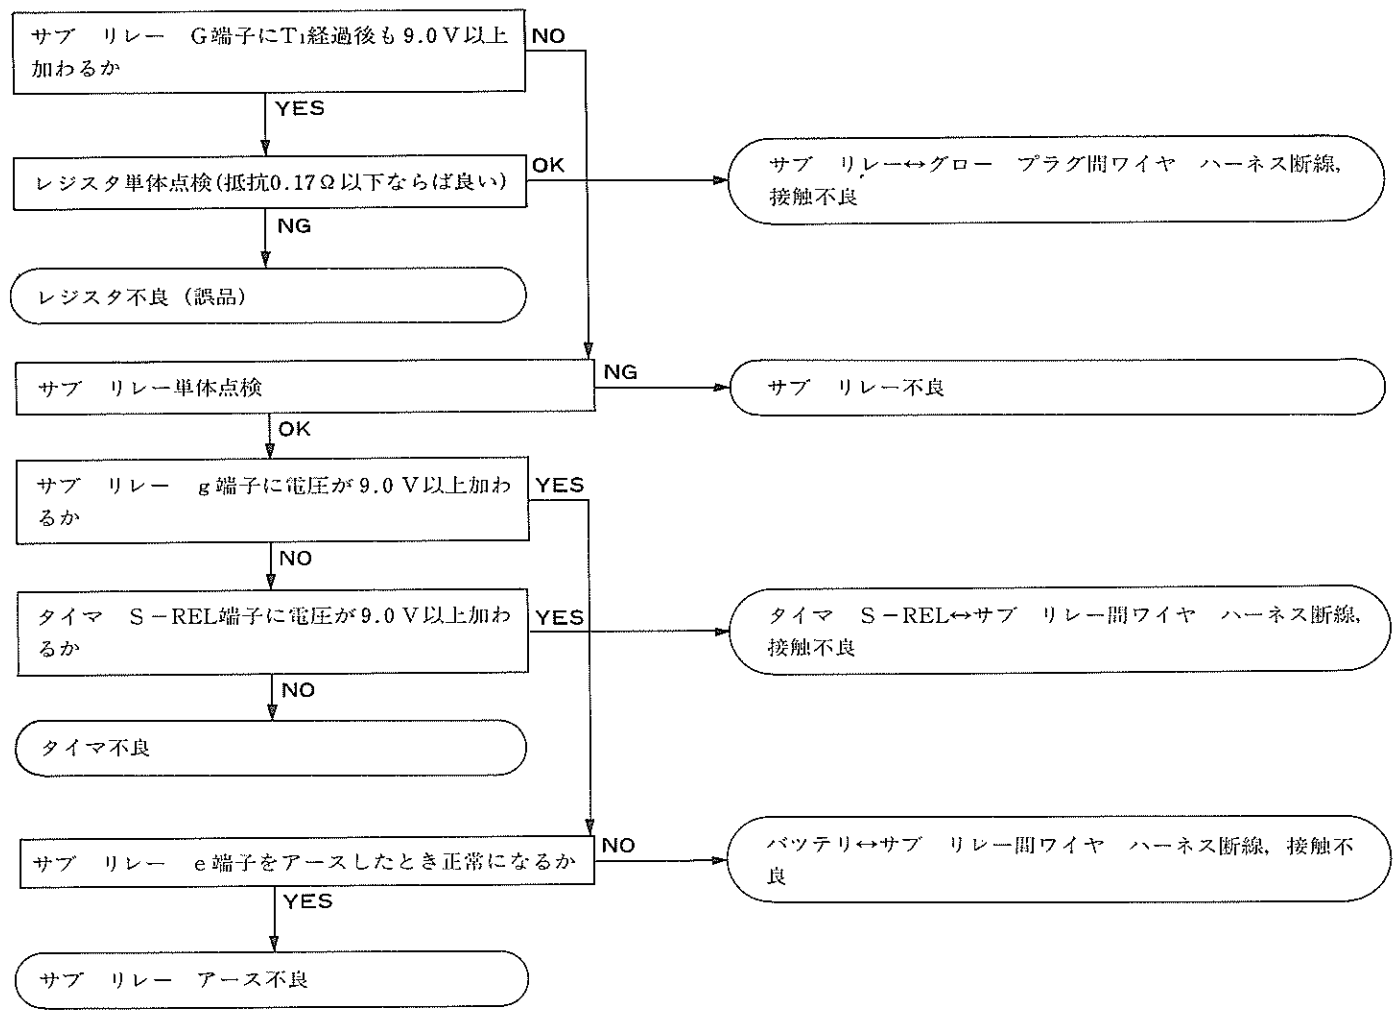 サブ リレー G端子にT1経過後も9.0V以上
加わるか
NO
YES
レジスタ単体点検(抵抗0.17Ω以下ならば良い)
OK
サブ リレー↔グロー プラグ間ワイヤ ハーネス断線,
接触不良
NG
レジスタ不良(誤品)
サブ リレー単体点検
NG
サブ リレー不良
OK
サブ リレー g端子に電圧が9.0V以上加わ
るか
YES
NO
タイマ S-REL端子に電圧が9.0V以上加わ
るか
YES
タイマ S-REL↔サブ リレー間ワイヤ ハーネス断線,
接触不良
NO
タイマ不良
サブ リレー e端子をアースしたとき正常になるか
NO
バッテリ↔サブ リレー間ワイヤ ハーネス断線, 接触不
良
YES
サブ リレー アース不良